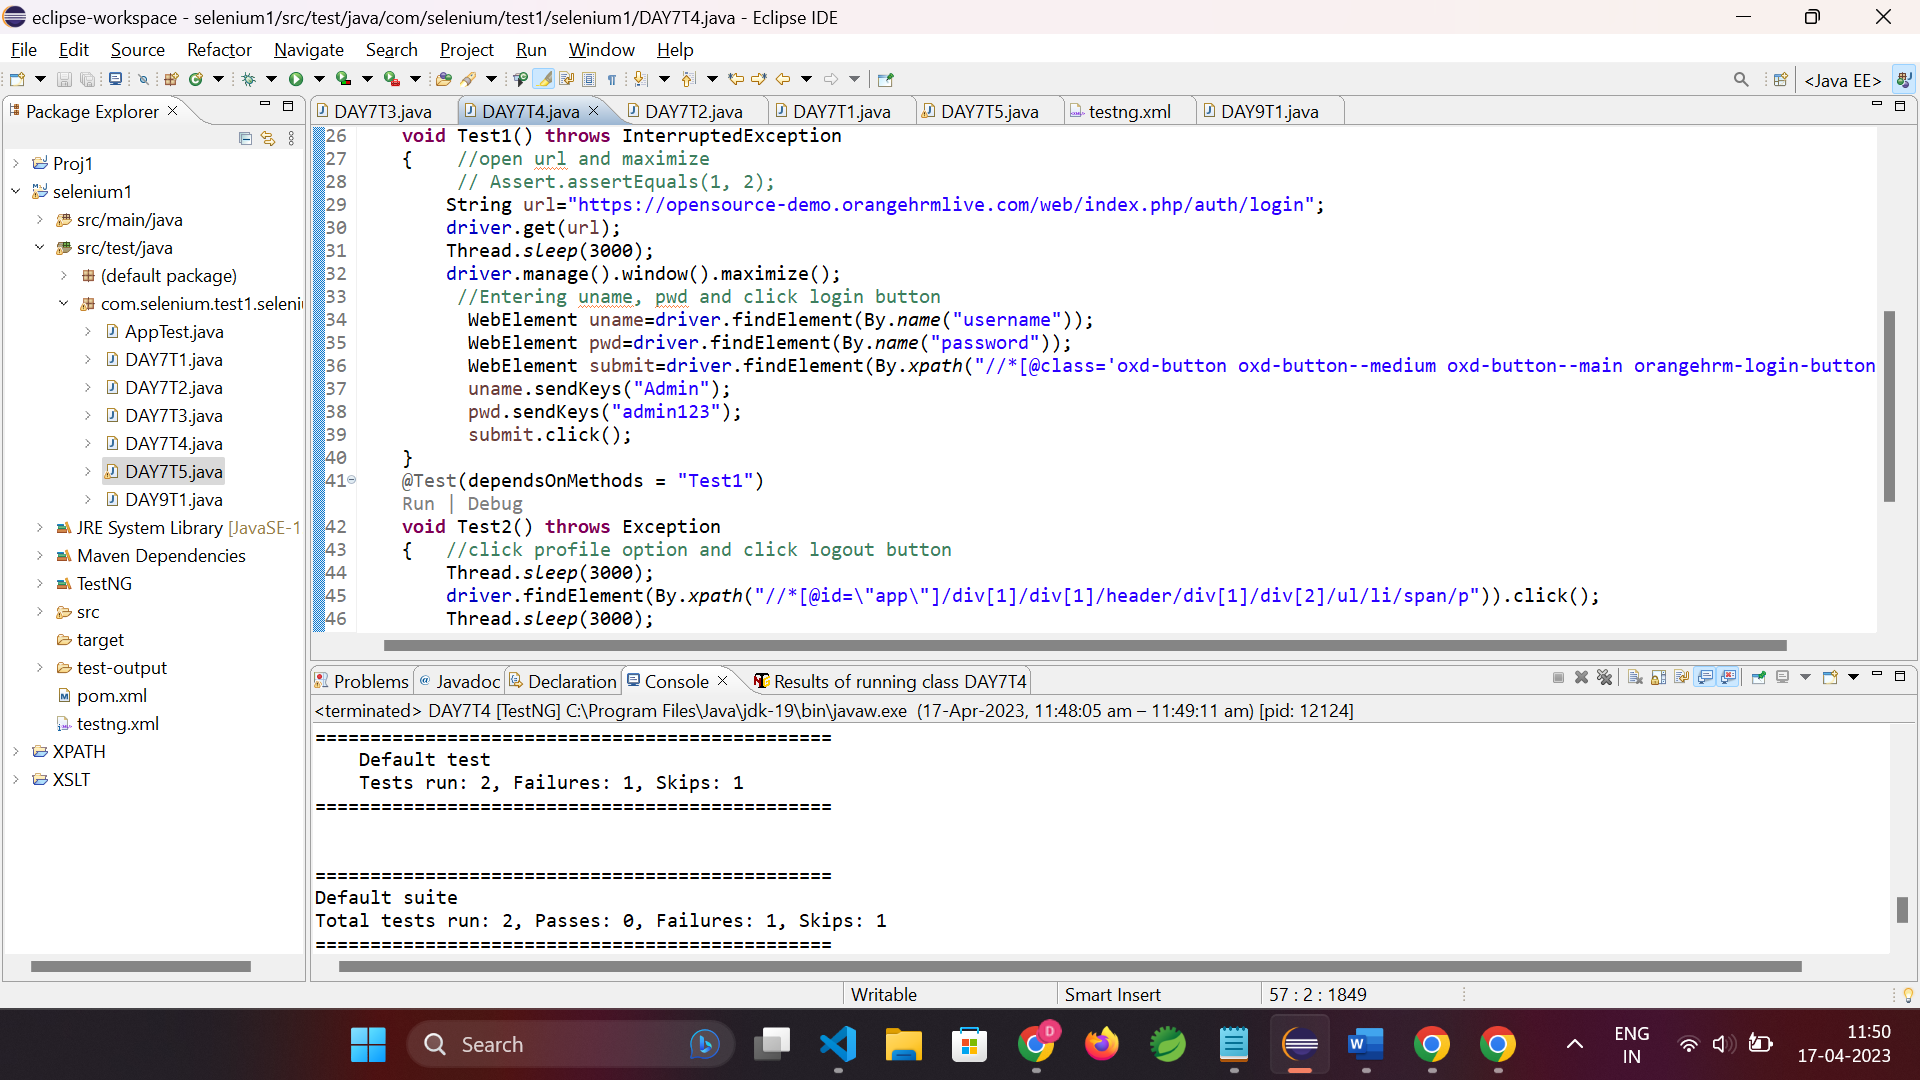 eclipse-workspace - selenium1/src/test/java/com/selenium/test1/selenium1/DAY7T4.java - Eclipse IDE
File Edit Source Refactor Navigate Search Project Run Window Help
<Java EE>
Package Explorer
DAY7T3.java DAY7T4.java DAY7T2.java DAY7T1.java DAY7T5.java testng.xml DAY9T1.java
Proj1
selenium1
src/main/java
src/test/java
(default package)
com.selenium.test1.seleni
AppTest.java
DAY7T1.java
DAY7T2.java
DAY7T3.java
DAY7T4.java
DAY7T5.java
DAY9T1.java
JRE System Library [JavaSE-1
Maven Dependencies
TestNG
src
target
test-output
pom.xml
testng.xml
XPATH
XSLT
26 void Test1() throws InterruptedException
27 { //open url and maximize
28 // Assert.assertEquals(1, 2);
29 String url="https://opensource-demo.orangehrmlive.com/web/index.php/auth/login";
30 driver.get(url);
31 Thread.sleep(3000);
32 driver.manage().window().maximize();
33 //Entering uname, pwd and click login button
34 WebElement uname=driver.findElement(By.name("username"));
35 WebElement pwd=driver.findElement(By.name("password"));
36 WebElement submit=driver.findElement(By.xpath("//*[@class='oxd-button oxd-button--medium oxd-button--main orangehrm-login-button
37 uname.sendKeys("Admin");
38 pwd.sendKeys("admin123");
39 submit.click();
40 }
41 @Test(dependsOnMethods = "Test1")
Run | Debug
42 void Test2() throws Exception
43 { //click profile option and click logout button
44 Thread.sleep(3000);
45 driver.findElement(By.xpath("//*[@id=\"app\"]/div[1]/div[1]/header/div[1]/div[2]/ul/li/span/p")).click();
46 Thread.sleep(3000);
Problems Javadoc Declaration Console Results of running class DAY7T4
<terminated> DAY7T4 [TestNG] C:\Program Files\Java\jdk-19\bin\javaw.exe (17-Apr-2023, 11:48:05 am – 11:49:11 am) [pid: 12124]
===============================================
Default test
Tests run: 2, Failures: 1, Skips: 1
===============================================
===============================================
Default suite
Total tests run: 2, Passes: 0, Failures: 1, Skips: 1
===============================================
Writable Smart Insert 57 : 2 : 1849
Search
D
W
ENG
IN
11:50
17-04-2023